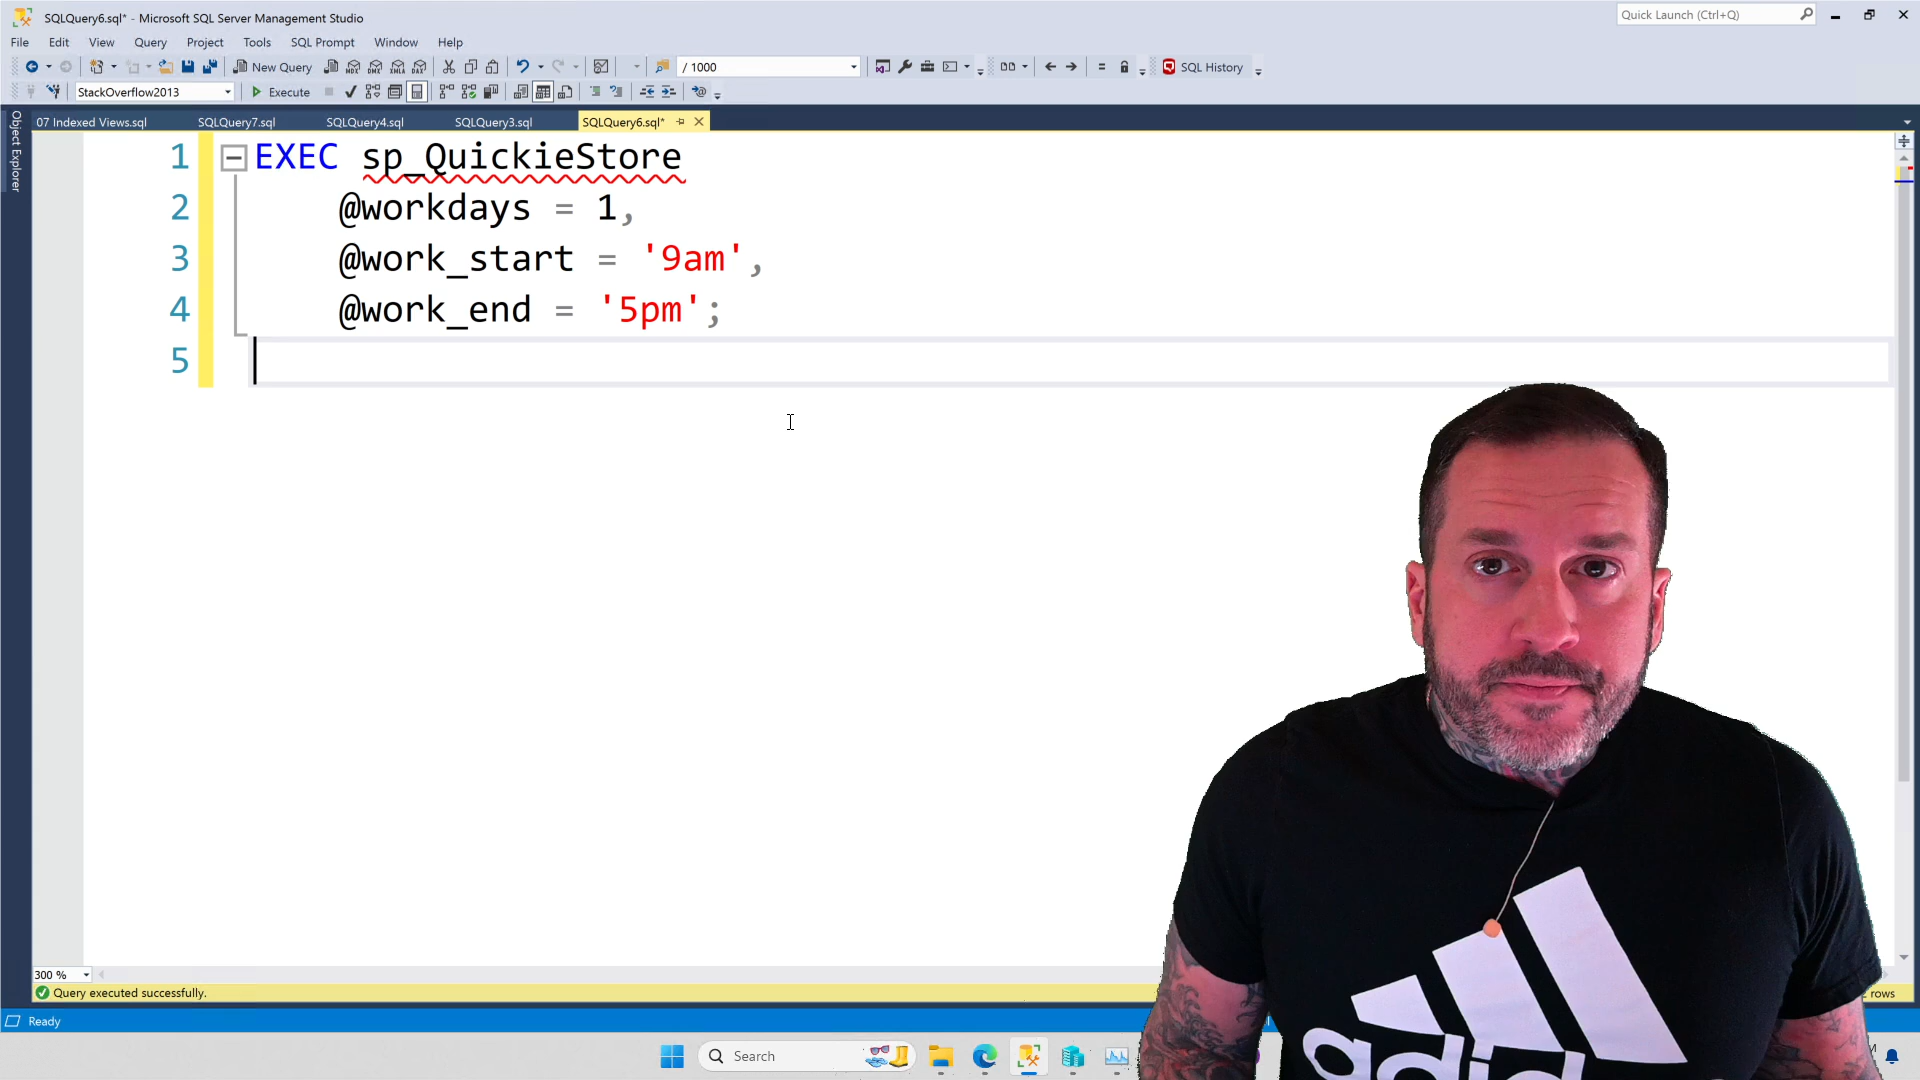 SQLQuery6.sql* - Microsoft SQL Server Management Studio
Quick Launch (Ctrl+Q)
File Edit View Query Project Tools SQL Prompt Window Help
New Query / 1000 SQL History
StackOverflow2013 Execute
07 Indexed Views.sql SQLQuery7.sql SQLQuery4.sql SQLQuery3.sql SQLQuery6.sql*
Object Explorer
1 EXEC sp_QuickieStore
2 @workdays = 1,
3 @work_start = '9am',
4 @work_end = '5pm';
5
300 %
Query executed successfully.
rows
Ready
Search
adid